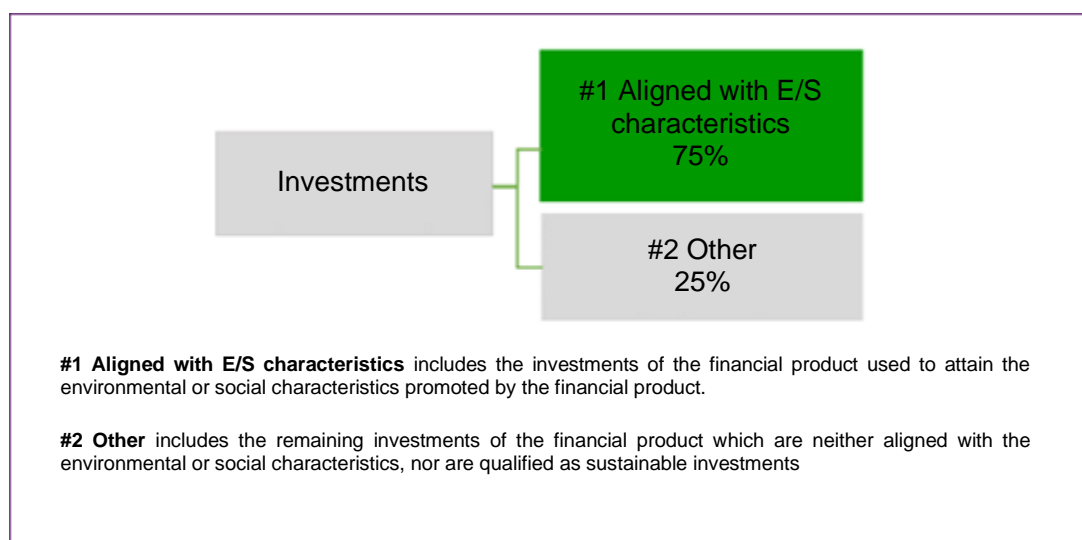 #1 Aligned with E/S
characteristics
75%
Investments
#2 Other
25%
#1 Aligned with E/S characteristics includes the investments of the financial product used to attain the
environmental or social characteristics promoted by the financial product.
#2 Other includes the remaining investments of the financial product which are neither aligned with the
environmental or social characteristics, nor are qualified as sustainable investments